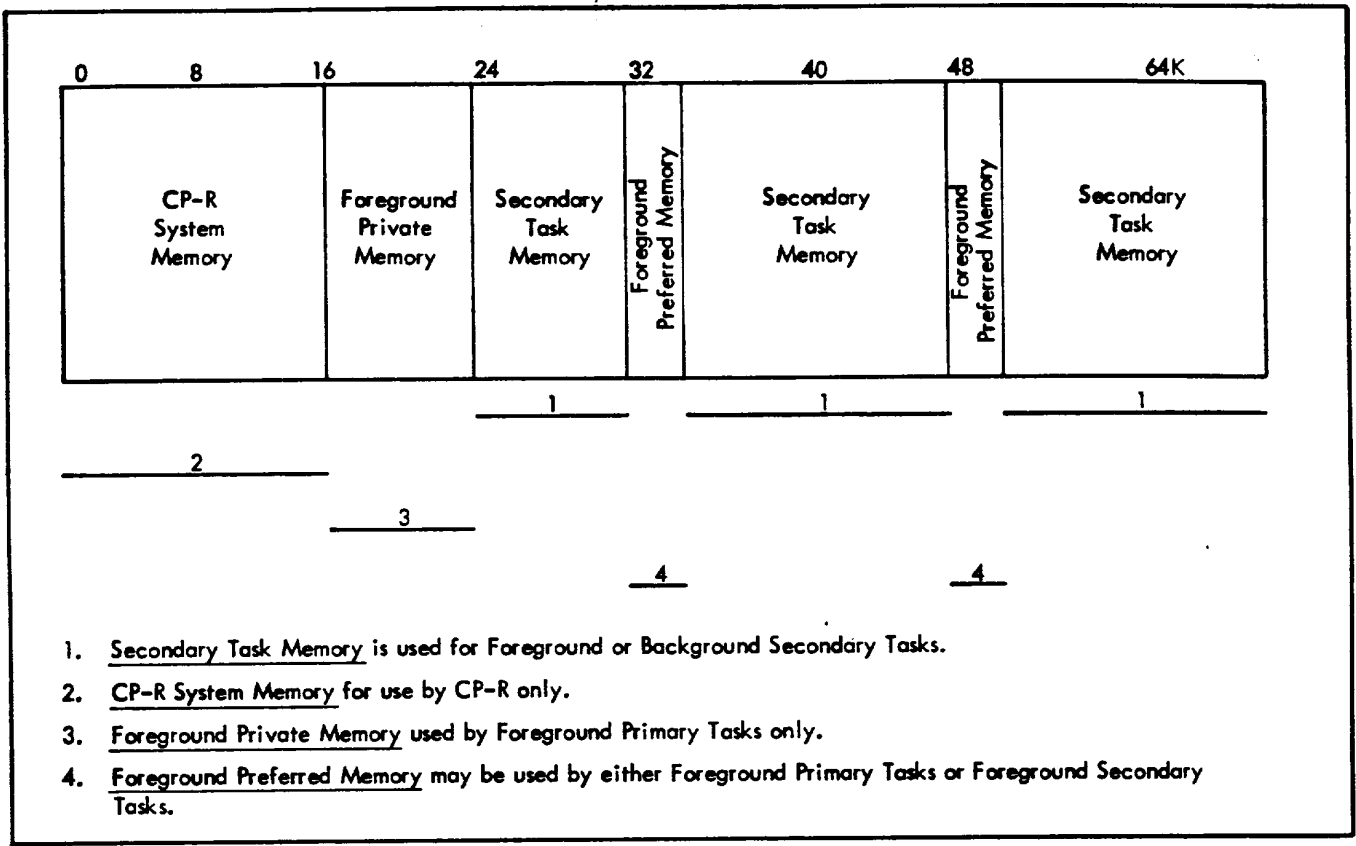 0 8 16 24 32 40 48 64K
CP-R
System
Memory
Foreground
Private
Memory
Secondary
Task
Memory
Foreground
Preferred Memory
Secondary
Task
Memory
Foreground
Preferred Memory
Secondary
Task
Memory
1 1 1
2
3
4 4
1. Secondary Task Memory is used for Foreground or Background Secondary Tasks.
2. CP-R System Memory for use by CP-R only.
3. Foreground Private Memory used by Foreground Primary Tasks only.
4. Foreground Preferred Memory may be used by either Foreground Primary Tasks or Foreground Secondary
Tasks.